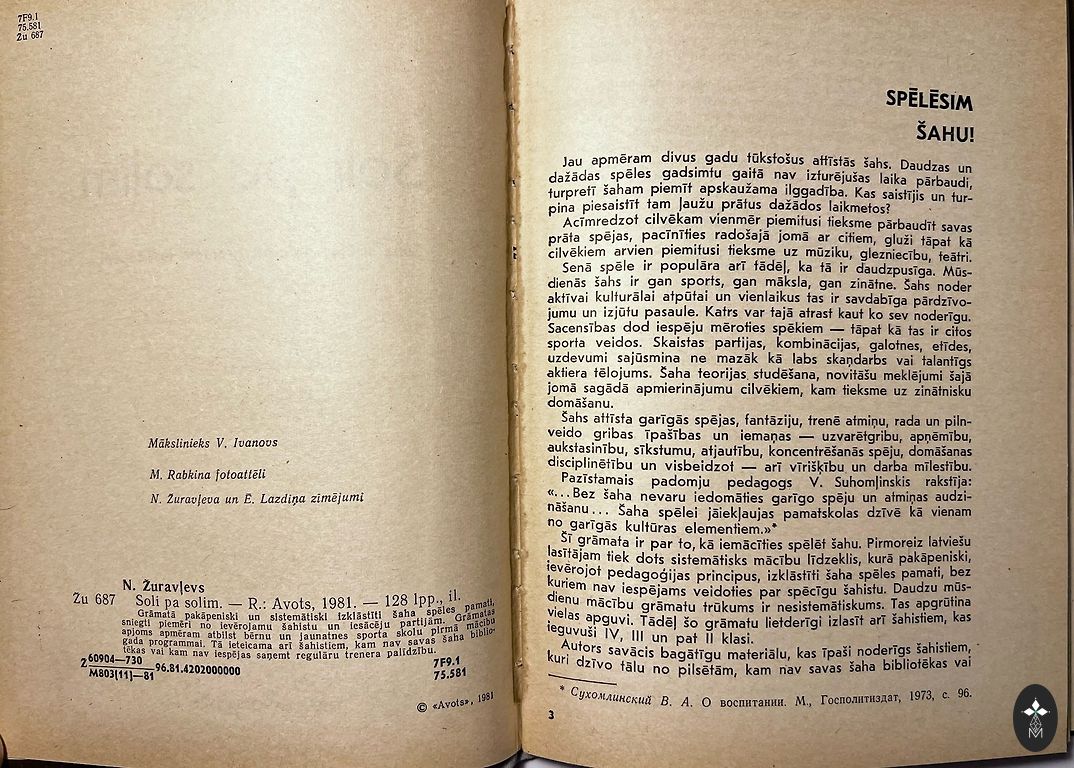 7F9.1
75.581
Žu 687
Mākslinieks V. Ivanovs
M. Rabkina fotoattēli
N. Žuravļeva un E. Lazdiņa zīmējumi
N. Žuravļevs
Žu 687 Soli pa solim. — R.: Avots, 1981. — 128 lpp., il.
Grāmatā pakāpeniski un sistemātiski izklāstīti šaha spēles pamati,
sniegti piemēri no ievērojamu šahistu un iesācēju partijām. Grāmatas
apjoms apmēram atbilst bērnu un jaunatnes sporta skolu pirmā mācību
gada programmai. Tā ieteicama arī šahistiem, kam nav savas šaha biblio-
tēkas vai kam nav iespējas saņemt regulāru trenera palīdzību.
Ž 60904—730
M803[11]—81 96.81.4202000000
7F9.1
75.581
© «Avots», 1981
SPĒLĒSIM
ŠAHU!
Jau apmēram divus gadu tūkstošus attīstās šahs. Daudzas un
dažādas spēles gadsimtu gaitā nav izturējušas laika pārbaudi,
turpretī šaham piemīt apskaužama ilggadība. Kas saistījis un tur-
pina piesaistīt tam ļaužu prātus dažādos laikmetos?
Acīmredzot cilvēkam vienmēr piemitusi tieksme pārbaudīt savas
prāta spējas, pacīnīties radošajā jomā ar citiem, gluži tāpat kā
cilvēkiem arvien piemitusi tieksme uz mūziku, glezniecību, teātri.
Senā spēle ir populāra arī tādēļ, ka tā ir daudzpusīga. Mūs-
dienās šahs ir gan sports, gan māksla, gan zinātne. Šahs noder
aktīvai kulturālai atpūtai un vienlaikus tas ir savdabīga pārdzīvo-
jumu un izjūtu pasaule. Katrs var tajā atrast kaut ko sev noderīgu.
Sacensības dod iespēju mēroties spēkiem — tāpat kā tas ir citos
sporta veidos. Skaistas partijas, kombinācijas, galotnes, etīdes,
uzdevumi sajūsmina ne mazāk kā labs skaņdarbs vai talantīgs
aktiera tēlojums. Šaha teorijas studēšana, novitāšu meklējumi šajā
jomā sagādā apmierinājumu cilvēkiem, kam tieksme uz zinātnisku
domāšanu.
Šahs attīsta garīgās spējas, fantāziju, trenē atmiņu, rada un piln-
veido gribas īpašības un iemaņas — uzvarētgribu, apņēmību,
aukstasinību, sīkstumu, atjautību, koncentrēšanās spēju, domāšanas
disciplinētību un visbeidzot — arī vīrišķību un darba mīlestību.
Pazīstamais padomju pedagogs V. Suhomļinskis rakstīja:
«...Bez šaha nevaru iedomāties garīgo spēju un atmiņas audzi-
nāšanu... Šaha spēlei jāiekļaujas pamatskolas dzīvē kā vienam
no garīgās kultūras elementiem.»*
Šī grāmata ir par to, kā iemācīties spēlēt šahu. Pirmoreiz latviešu
lasītājam tiek dots sistemātisks mācību līdzeklis, kurā pakāpeniski,
ievērojot pedagoģijas principus, izklāstīti šaha spēles pamati, bez
kuriem nav iespējams veidoties par spēcīgu šahistu. Daudzu mūs-
dienu mācību grāmatu trūkums ir nesistemātiskums. Tas apgrūtina
vielas apguvi. Tādēļ šo grāmatu lietderīgi izlasīt arī šahistiem, kas
ieguvuši IV, III un pat II klasi.
Autors savācis bagātīgu materiālu, kas īpaši noderīgs šahistiem,
kuri dzīvo tālu no pilsētām, kam nav savas šaha bibliotēkas vai
* Сухомлинский В. А. О воспитании. М., Госполитиздат, 1973, с. 96.
3
M